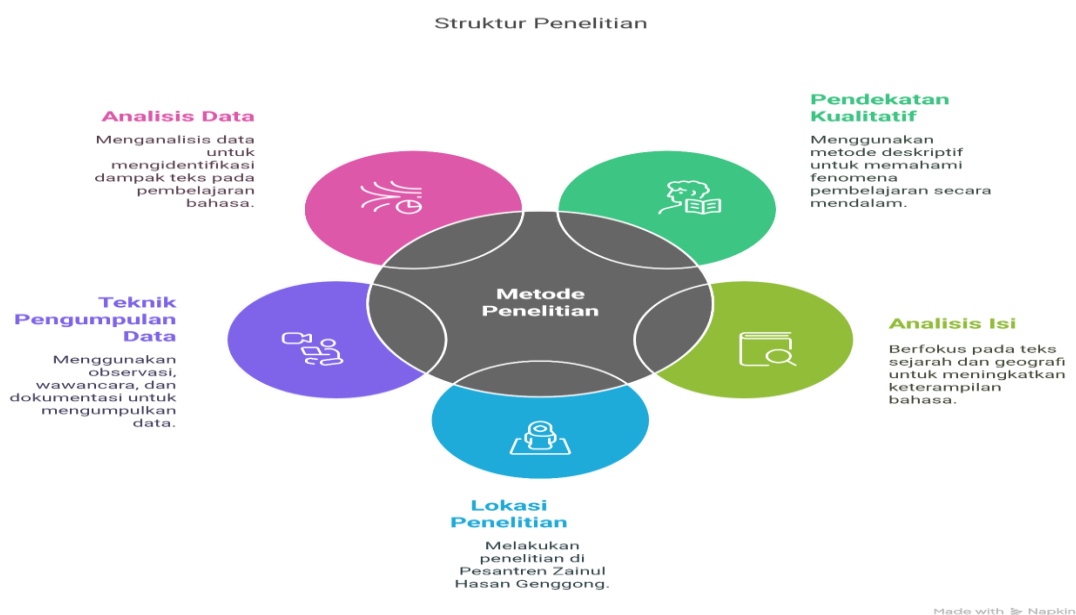 Struktur Penelitian
Analisis Data
Menganalisis data
untuk
mengidentifikasi
dampak teks pada
pembelajaran
bahasa.
Pendekatan
Kualitatif
Menggunakan
metode deskriptif
untuk memahami
fenomena
pembelajaran secara
mendalam.
Metode
Penelitian
Teknik
Pengumpulan
Data
Menggunakan
observasi,
wawancara, dan
dokumentasi untuk
mengumpulkan
data.
Analisis Isi
Berfokus pada teks
sejarah dan geografi
untuk meningkatkan
keterampilan
bahasa.
Lokasi
Penelitian
Melakukan
penelitian di
Pesantren Zainul
Hasan Genggong.
Made with Napkin